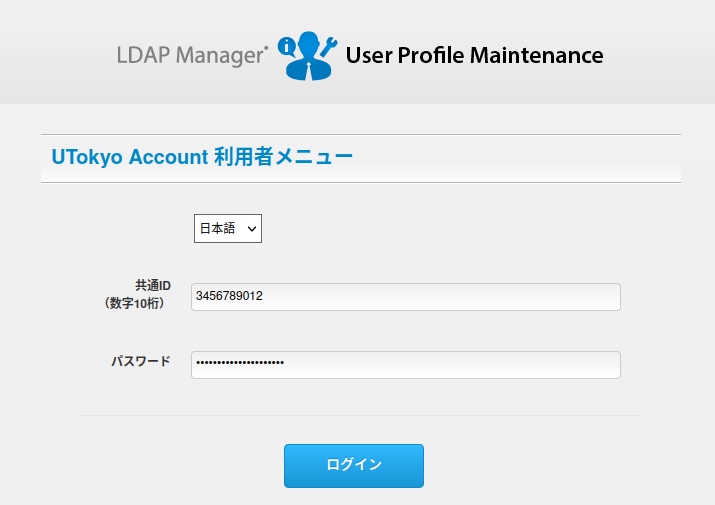 LDAP Manager User Profile Maintenance
UTokyo Account 利用者メニュー
日本語
共通ID
（数字10桁）
3456789012
パスワード
•••••••••••••••••••••
ログイン